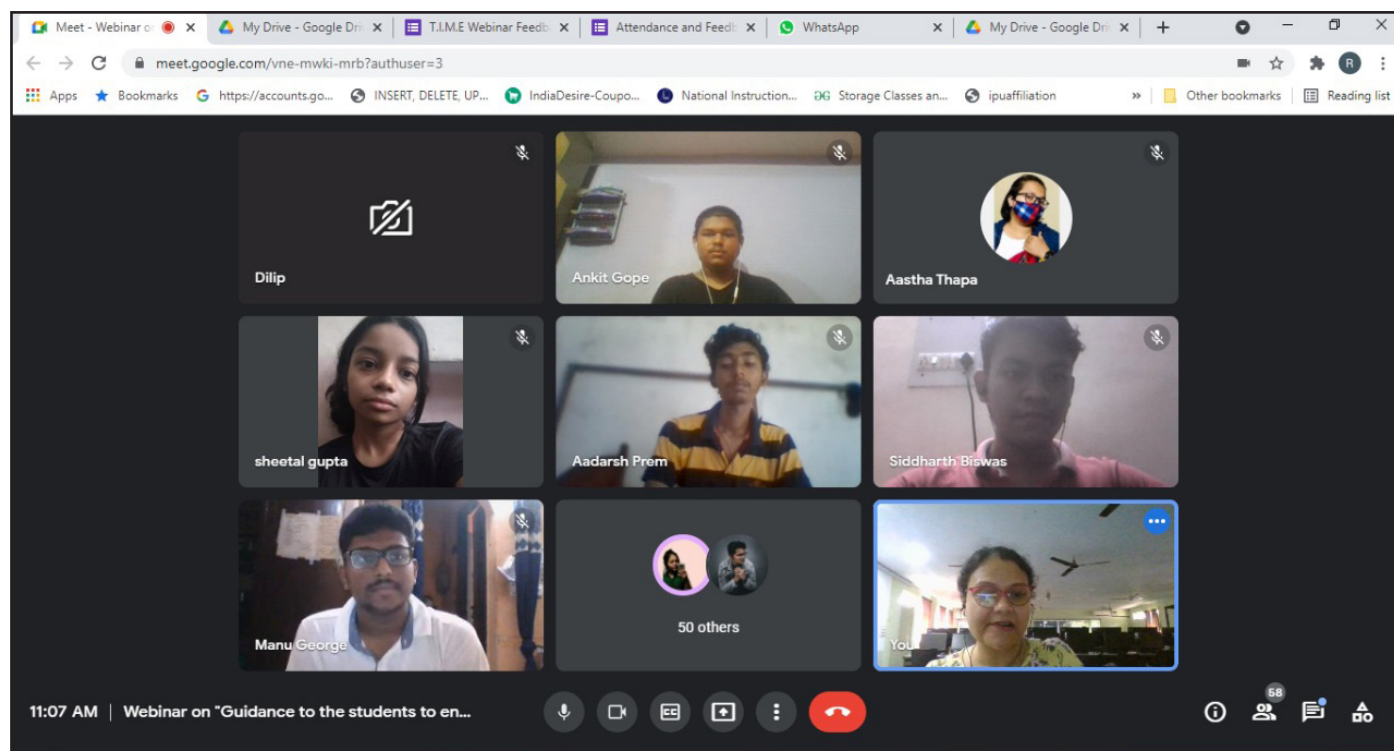 Meet - Webinar o
My Drive - Google Dri
T.I.M.E Webinar Feedb
Attendance and Feedb
WhatsApp
My Drive - Google Dri
meet.google.com/vne-mwki-mrb?authuser=3
R
Apps
Bookmarks
https://accounts.go...
INSERT, DELETE, UP...
IndiaDesire-Coupo...
National Instruction...
Storage Classes an...
ipuaffiliation
»
Other bookmarks
Reading list
Dilip
Ankit Gope
Aastha Thapa
sheetal gupta
Aadarsh Prem
Siddharth Biswas
Manu George
50 others
You
11:07 AM | Webinar on "Guidance to the students to en...
CC
58